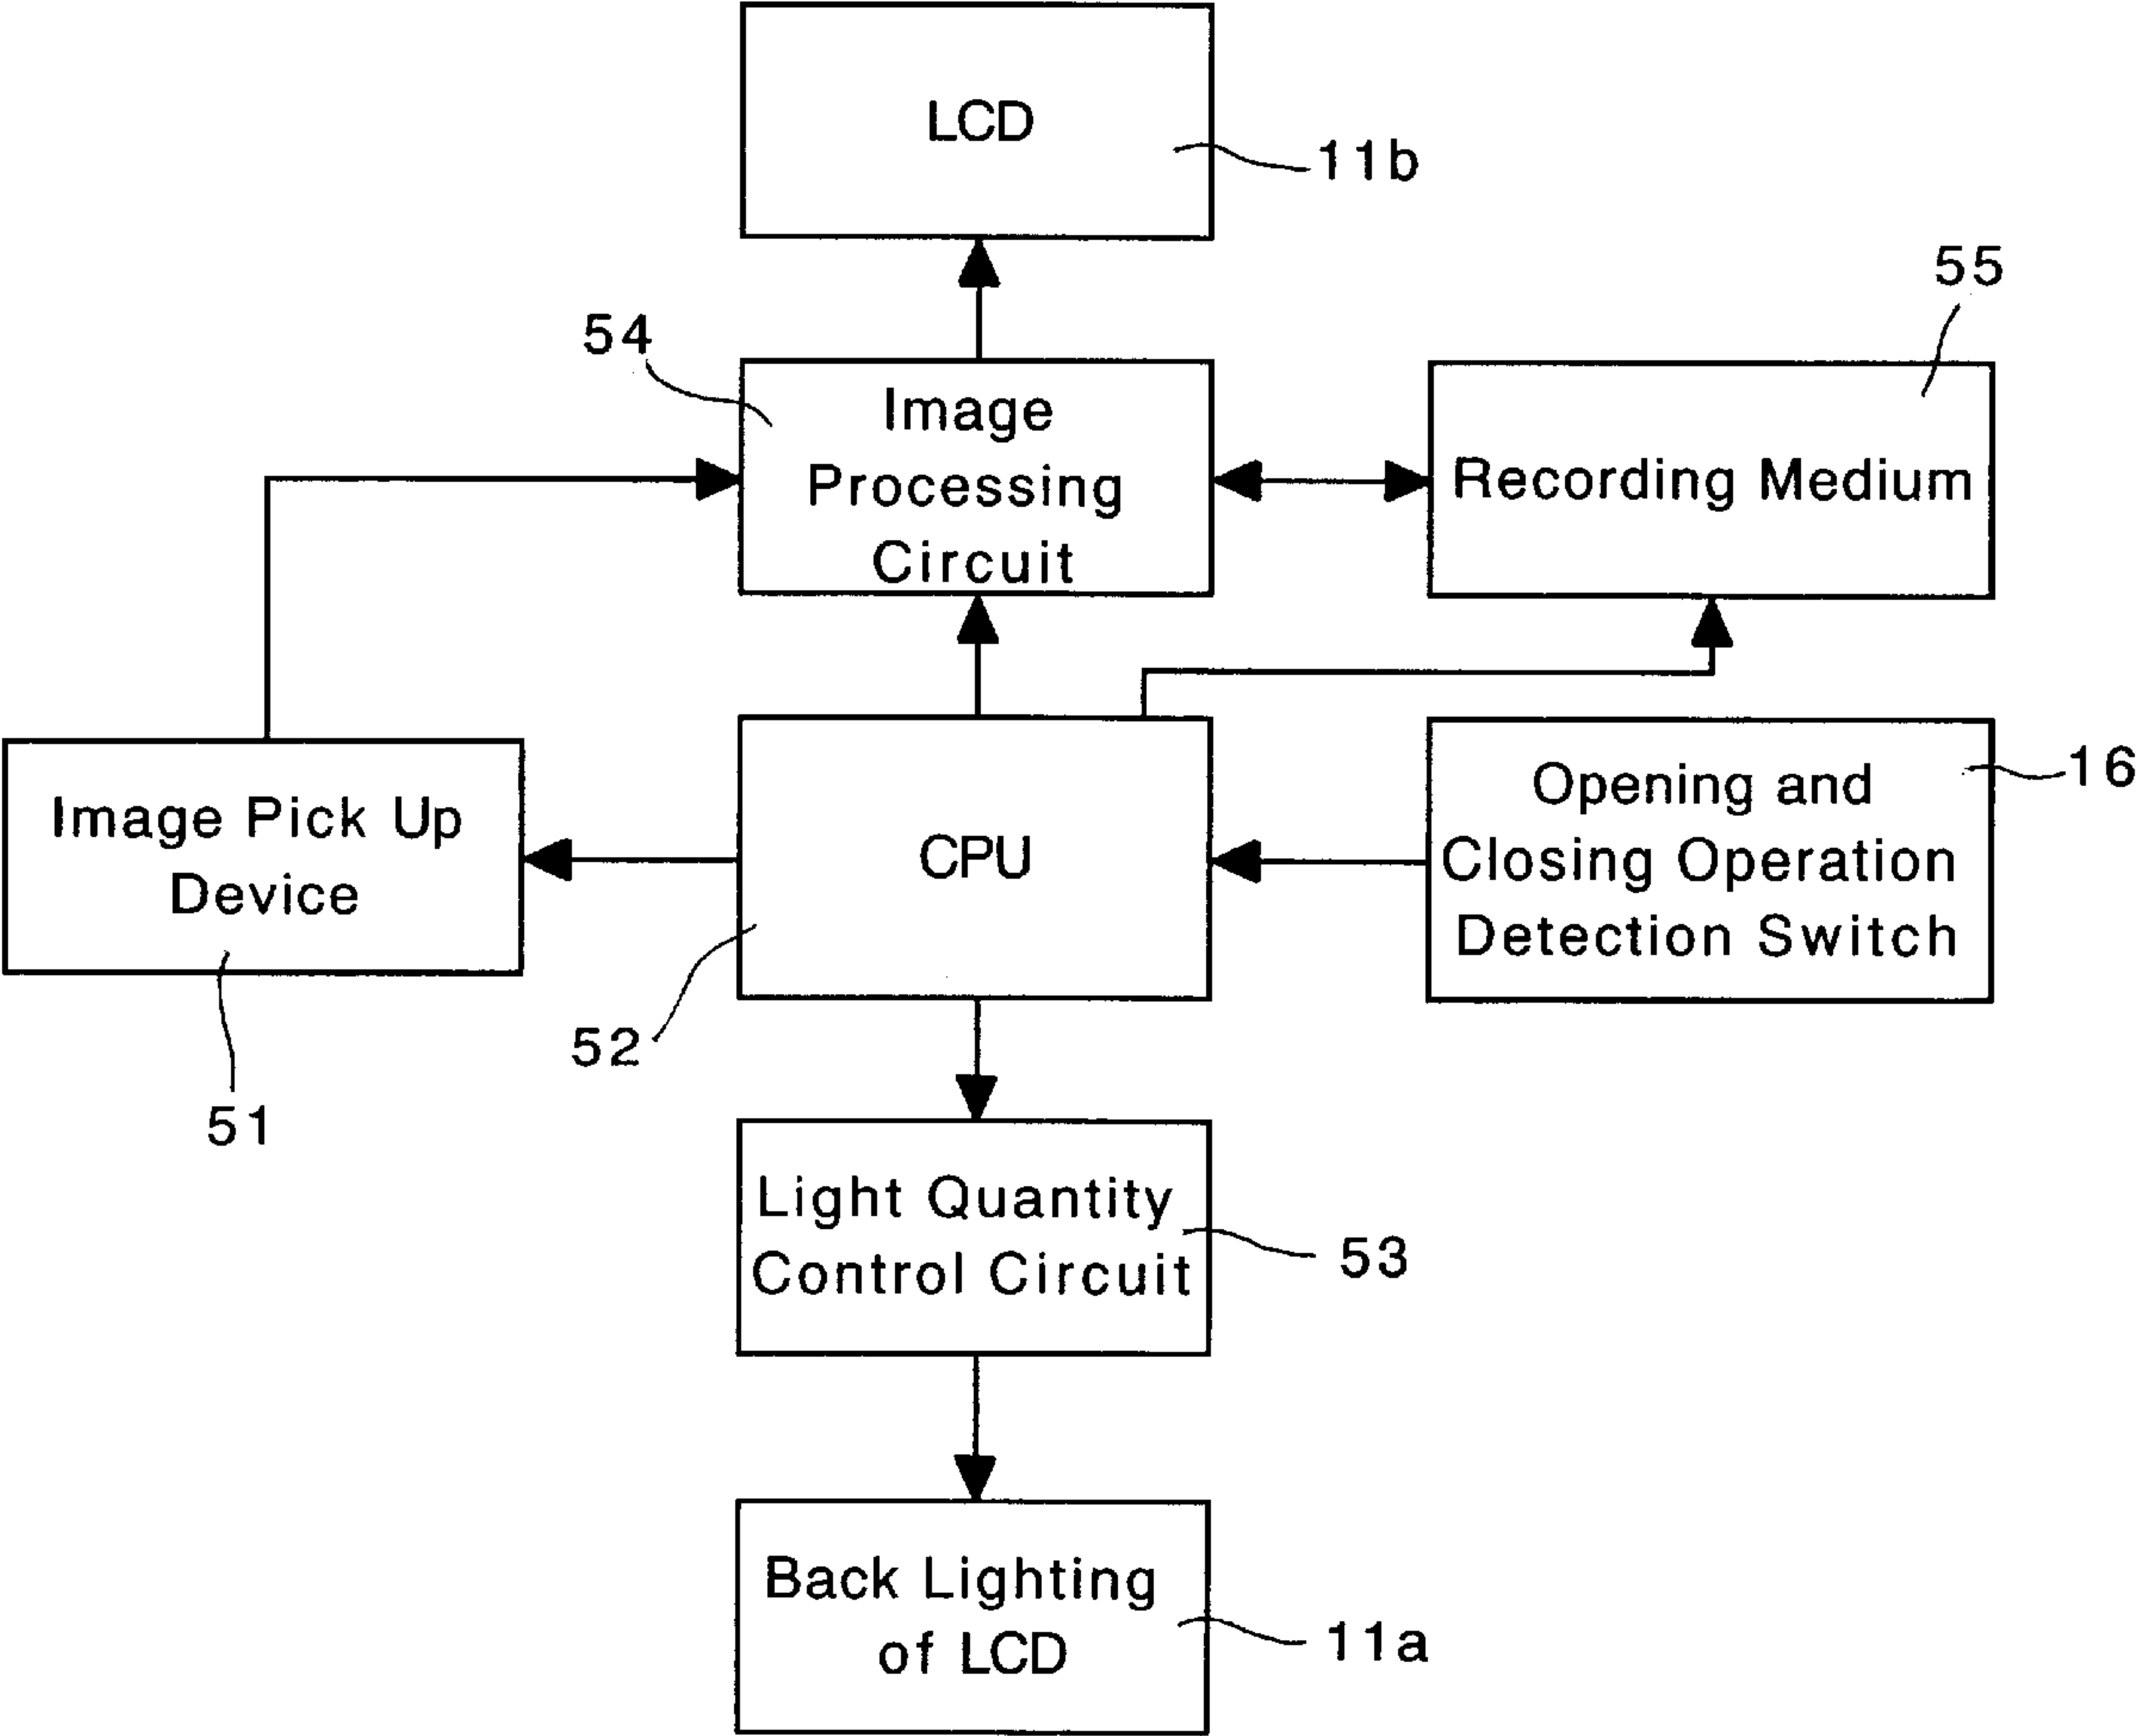 LCD
11b
55
54
Image
Processing
Circuit
Recording Medium
Image Pick Up
Device
51
CPU
52
Opening and
Closing Operation
Detection Switch
16
Light Quantity
Control Circuit
53
Back Lighting
of LCD
11a